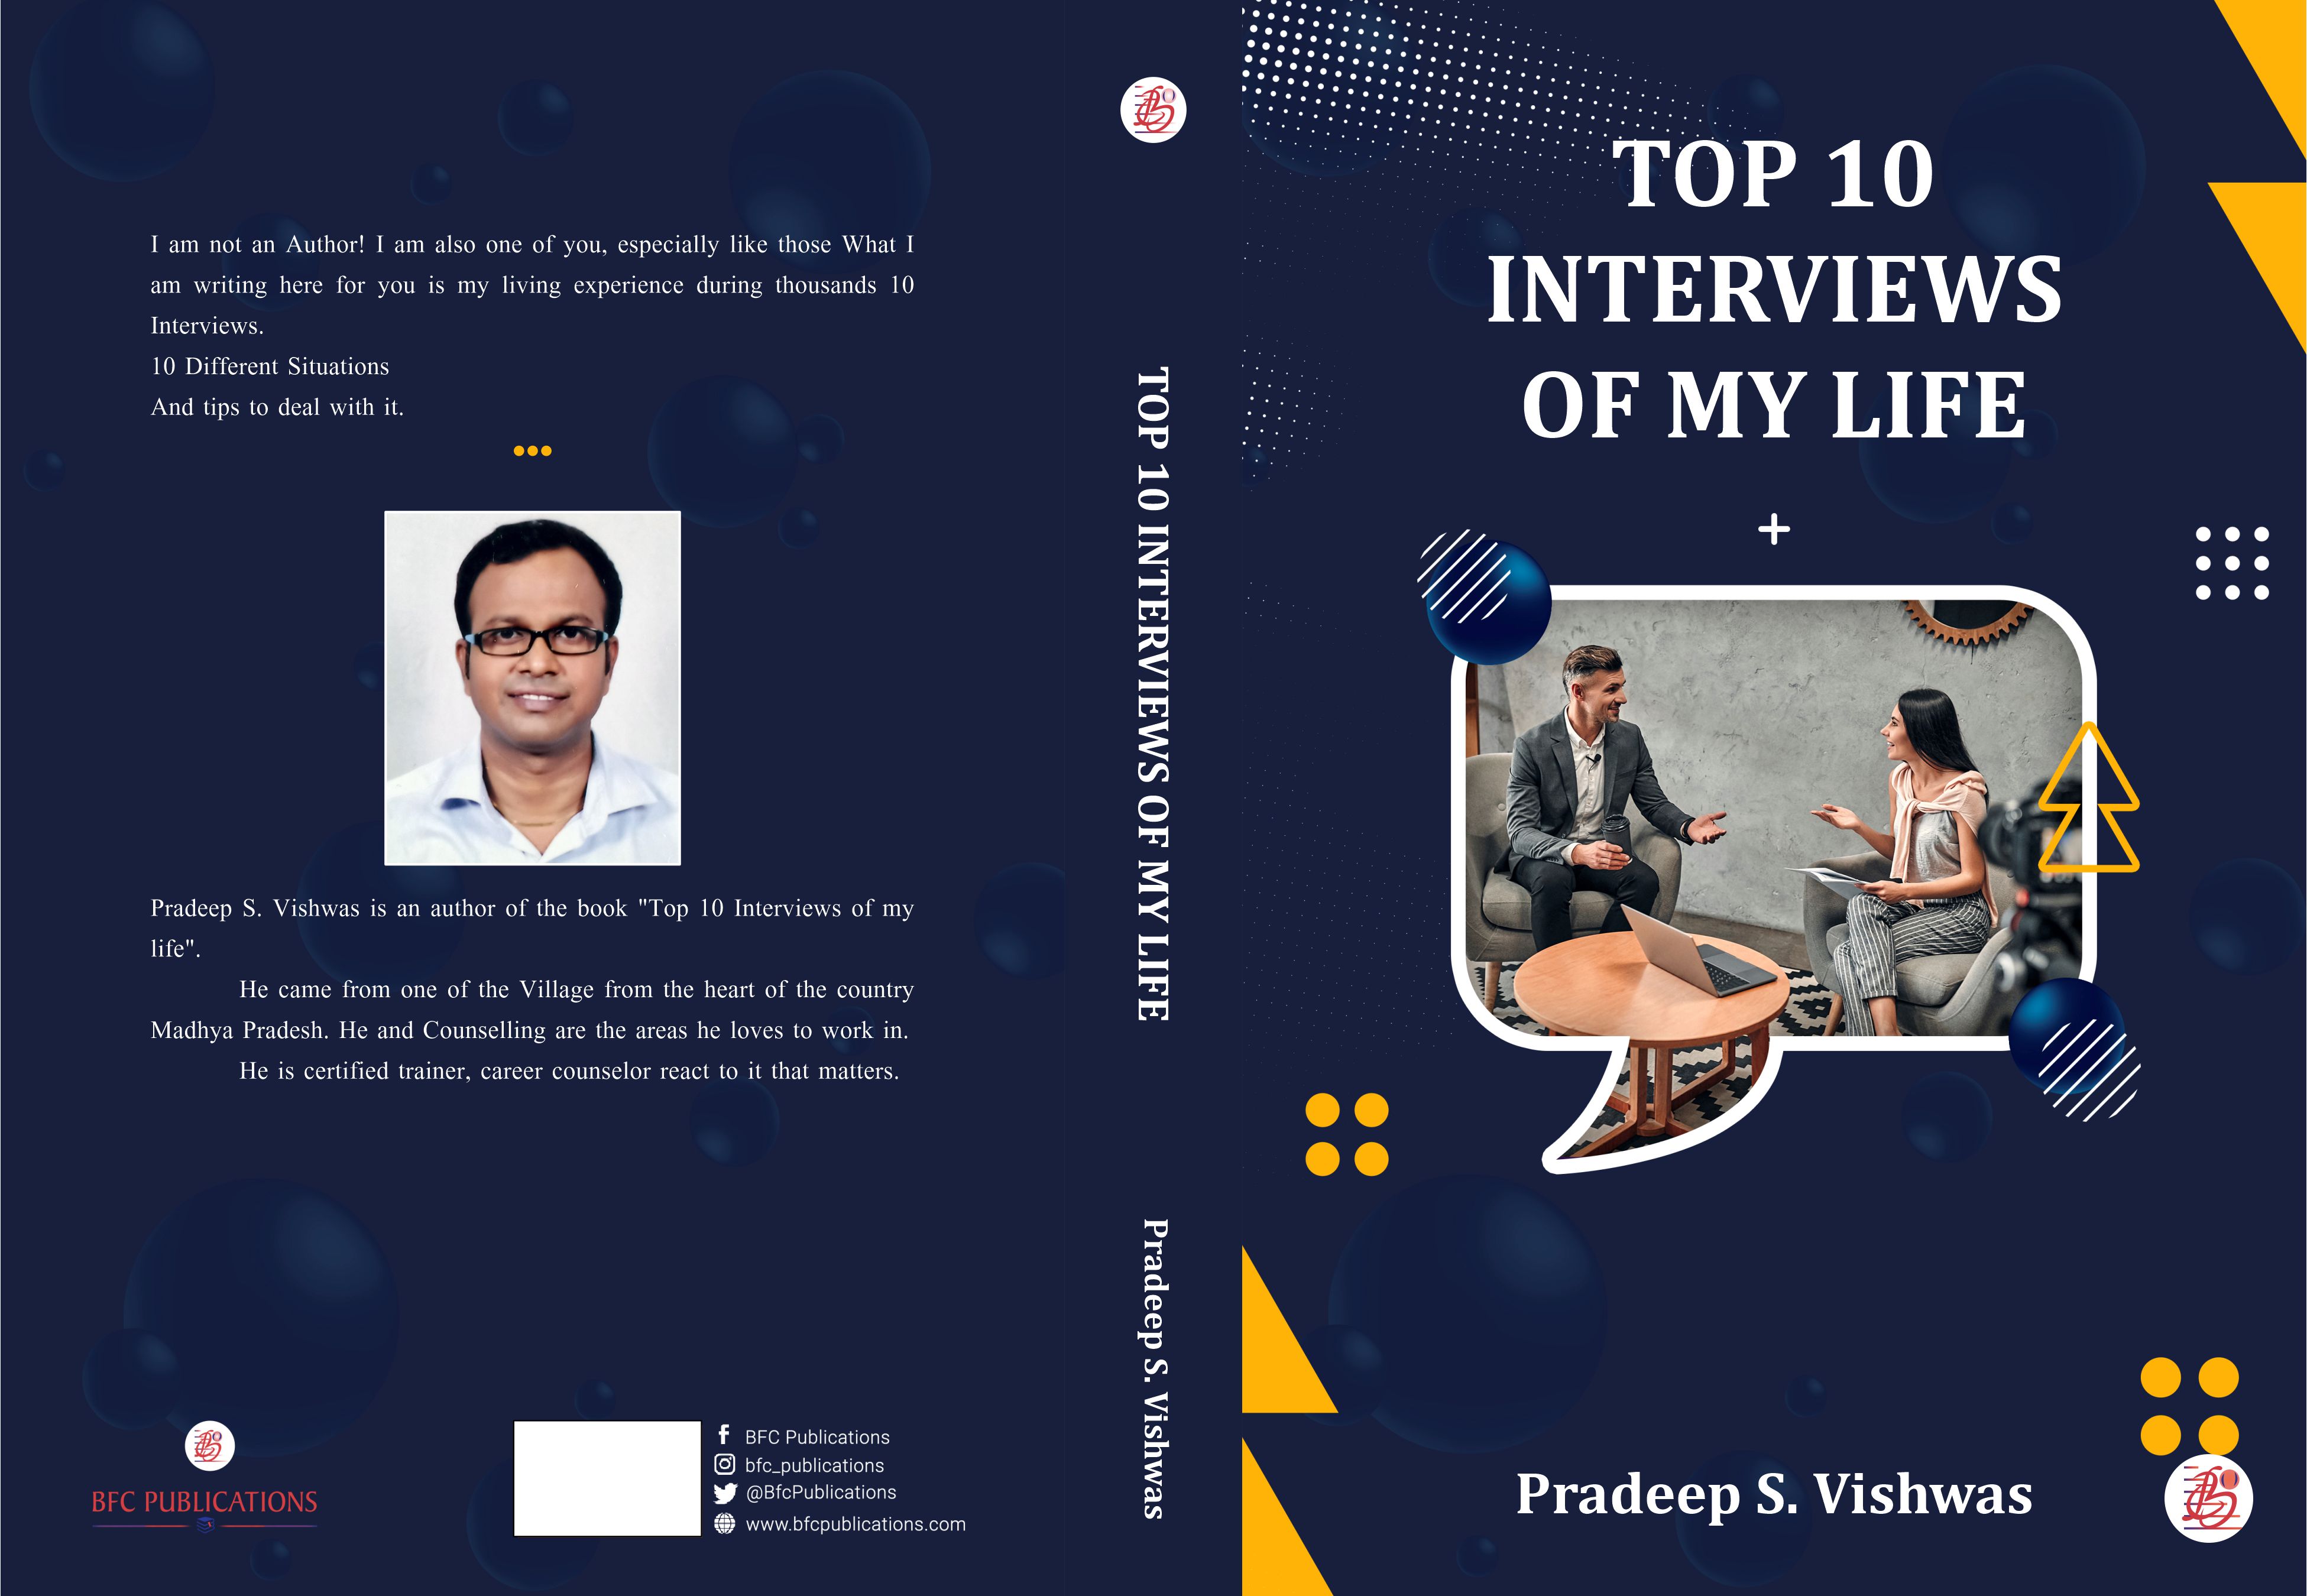 I am not an Author! I am also one of you, especially like those What I
am writing here for you is my living experience during thousands 10
Interviews.
10 Different Situations
And tips to deal with it.
Pradeep S. Vishwas is an author of the book "Top 10 Interviews of my
life".
He came from one of the Village from the heart of the country
Madhya Pradesh. He and Counselling are the areas he loves to work in.
He is certified trainer, career counselor react to it that matters.
BFC PUBLICATIONS
BFC Publications
bfc_publications
@BfcPublications
www.bfcpublications.com
TOP 10 INTERVIEWS OF MY LIFE
Pradeep S. Vishwas
TOP 10
INTERVIEWS
OF MY LIFE
Pradeep S. Vishwas